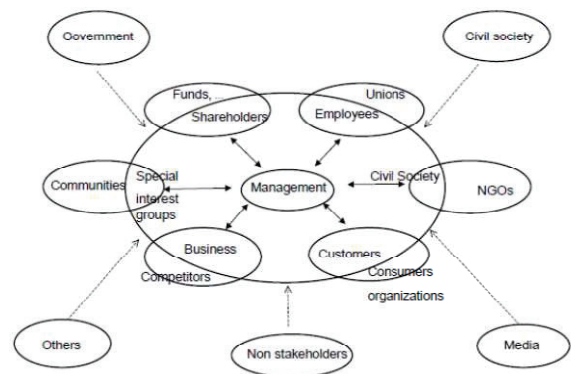 Government
Civil society
Funds, ...
Shareholders
Unions
Employees
Communities
Special
interest
groups
Management
Civil Society
NGOs
Business
Competitors
Customers
Consumers
organizations
Others
Non stakeholders
Media